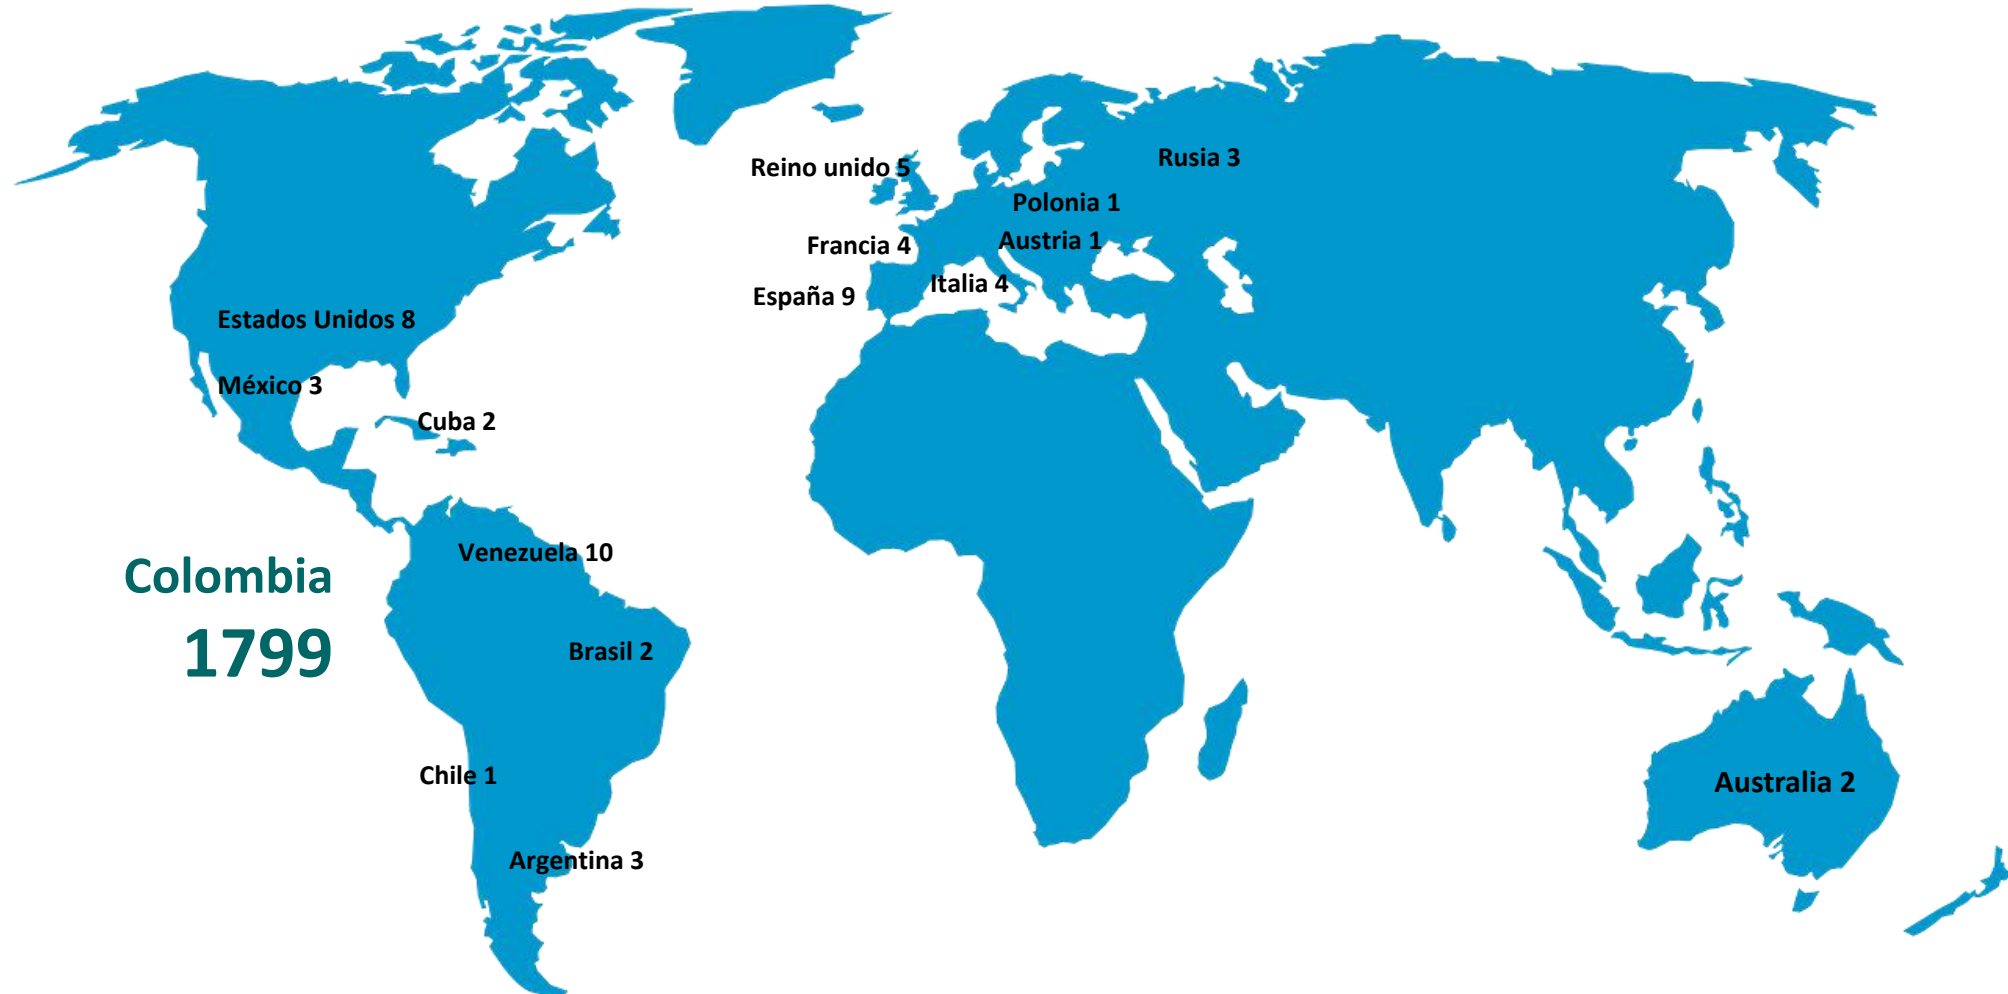 Reino unido 5
Rusia 3
Polonia 1
Francia 4
Austria 1
España 9
Italia 4
Estados Unidos 8
México 3
Cuba 2
Venezuela 10
Colombia
1799
Brasil 2
Chile 1
Australia 2
Argentina 3